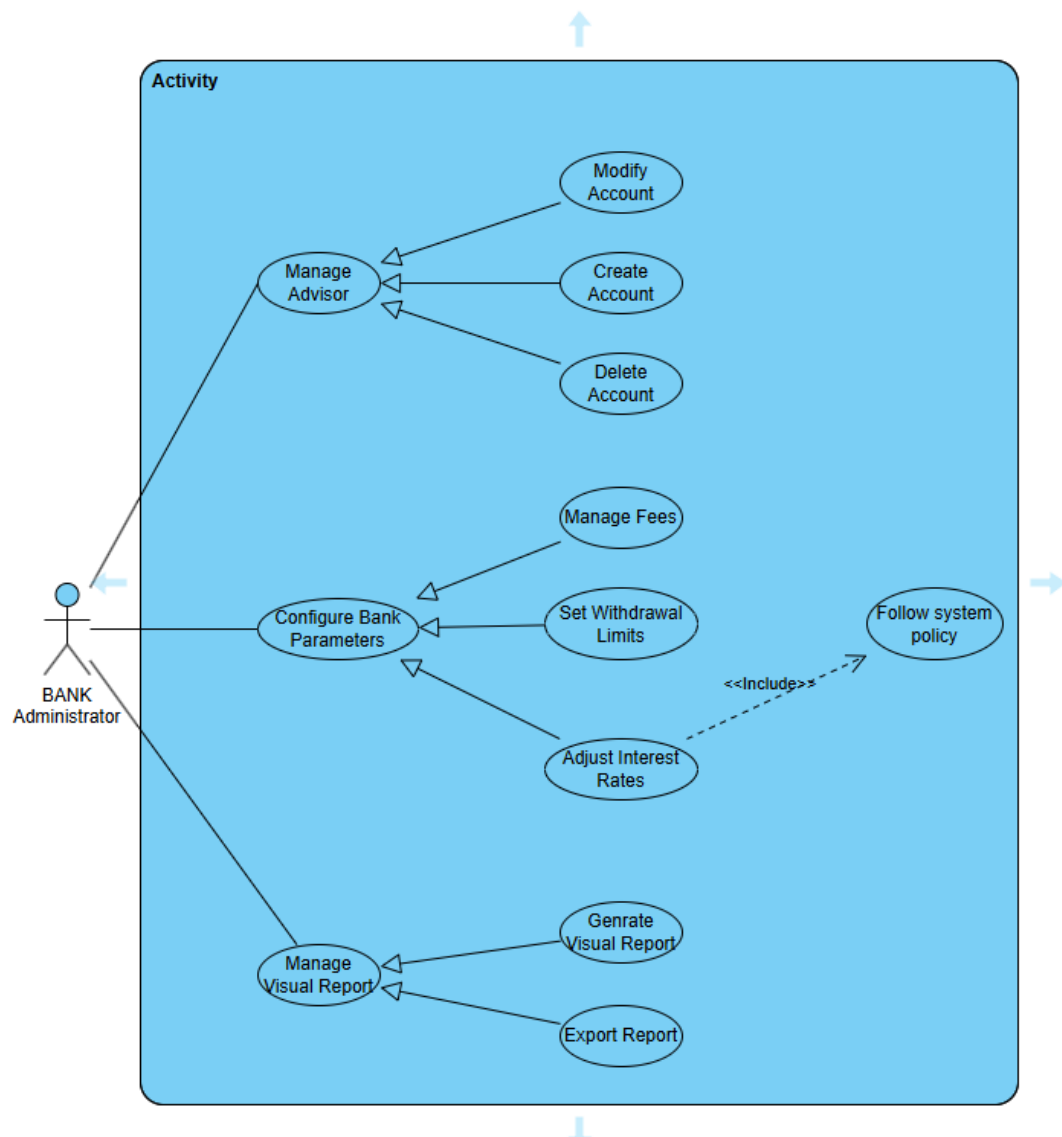 Activity
Modify
Account
Manage
Advisor
Create
Account
Delete
Account
Manage Fees
Configure Bank
Parameters
Set Withdrawal
Limits
Follow system
policy
<<Include>>
BANK
Administrator
Adjust Interest
Rates
Genrate
Visual Report
Manage
Visual Report
Export Report